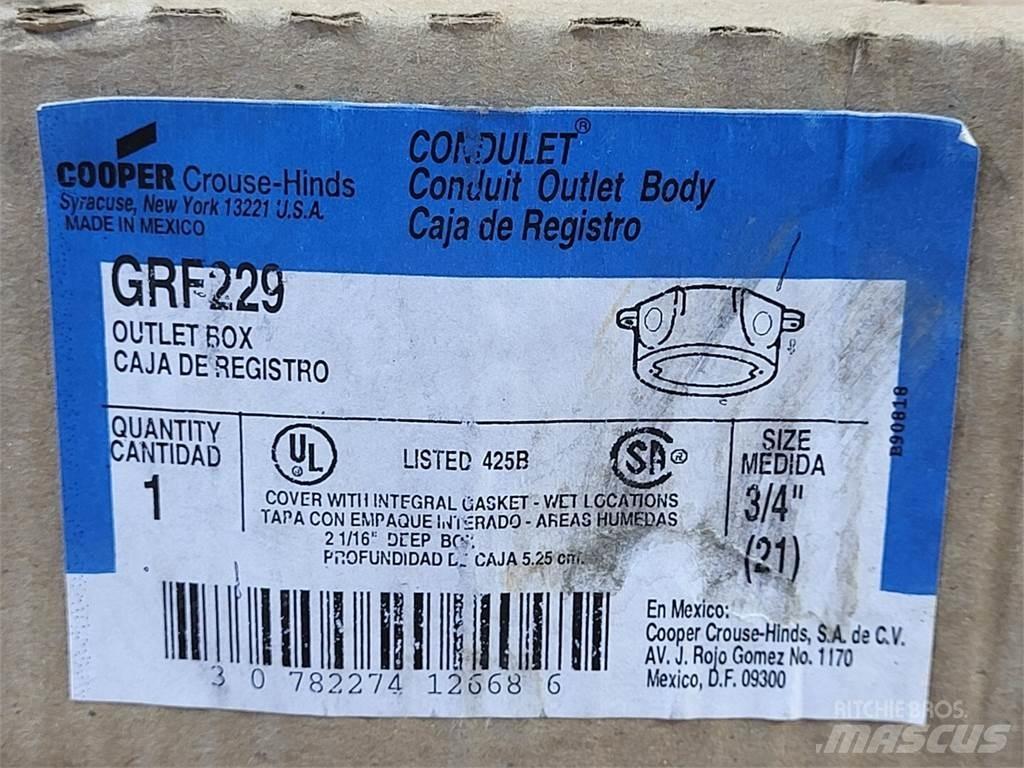 COOPER Crouse-Hinds
Syracuse, New York 13221 U.S.A.
MADE IN MEXICO
CONDULET®
Conduit Outlet Body
Caja de Registro
GRF229
OUTLET BOX
CAJA DE REGISTRO
QUANTITY
CANTIDAD
1
UL
LISTED 425B
SA®
COVER WITH INTEGRAL GASKET - WET LOCATIONS
TAPA CON EMPAQUE INTERADO - AREAS HUMEDAS
2 1/16" DEEP BOX
PROFUNDIDAD DE CAJA 5.25 cm.
SIZE
MEDIDA
3/4"
(21)
B90818
3 0 782274 12668 6
En Mexico:
Cooper Crouse-Hinds, S.A. de C.V.
AV. J. Rojo Gomez No. 1170
Mexico, D.F. 09300
RITCHIE BROS.
MASCUS